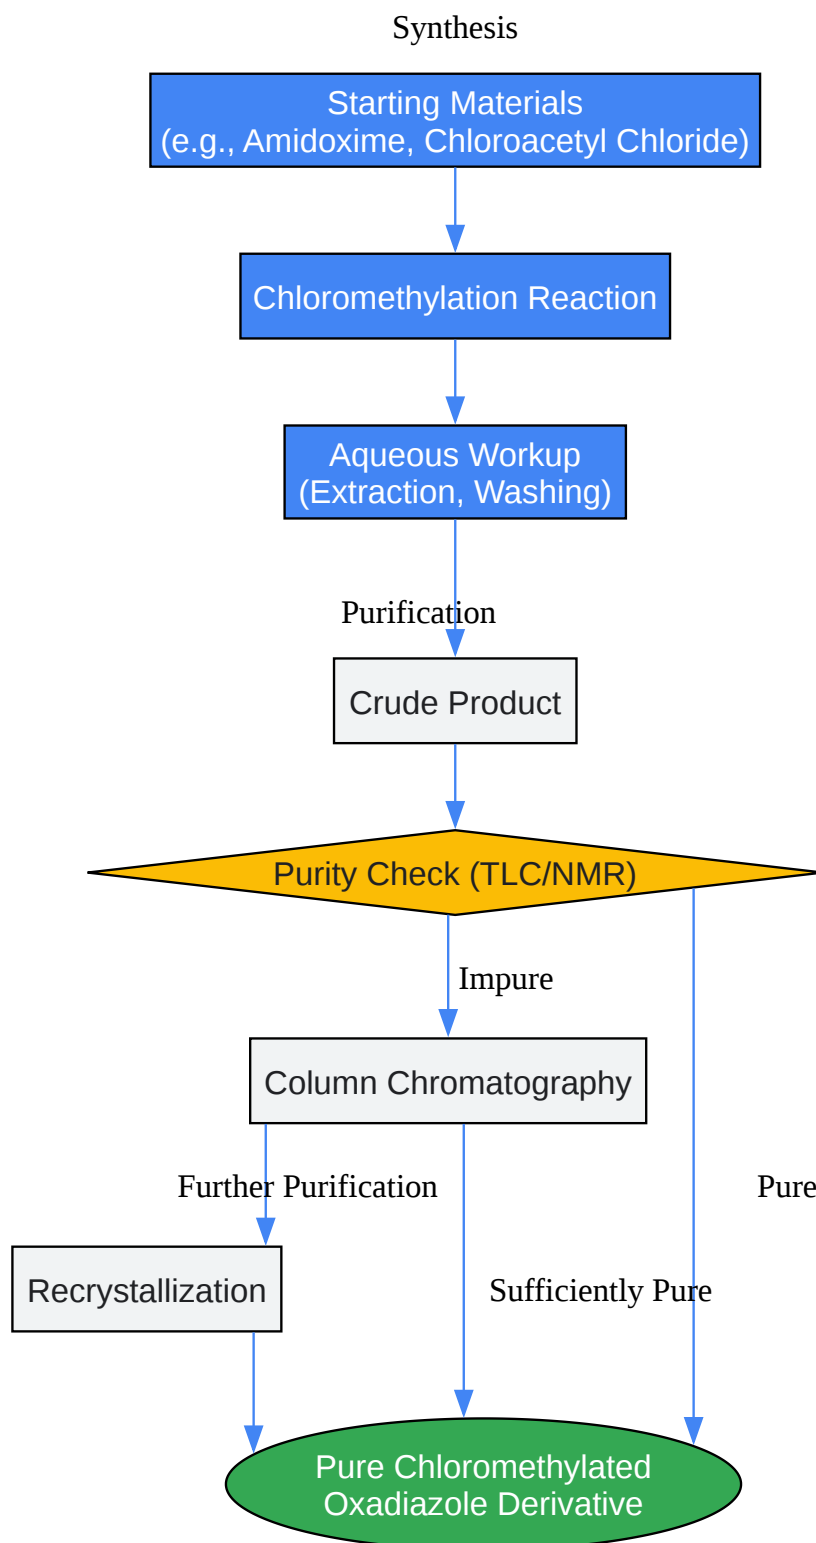 Synthesis
Starting Materials
(e.g., Amidoxime, Chloroacetyl Chloride)
Chloromethylation Reaction
Aqueous Workup
(Extraction, Washing)
Purification
Crude Product
Purity Check (TLC/NMR)
Impure
Column Chromatography
Further Purification
Pure
Recrystallization
Sufficiently Pure
Pure Chloromethylated
Oxadiazole Derivative